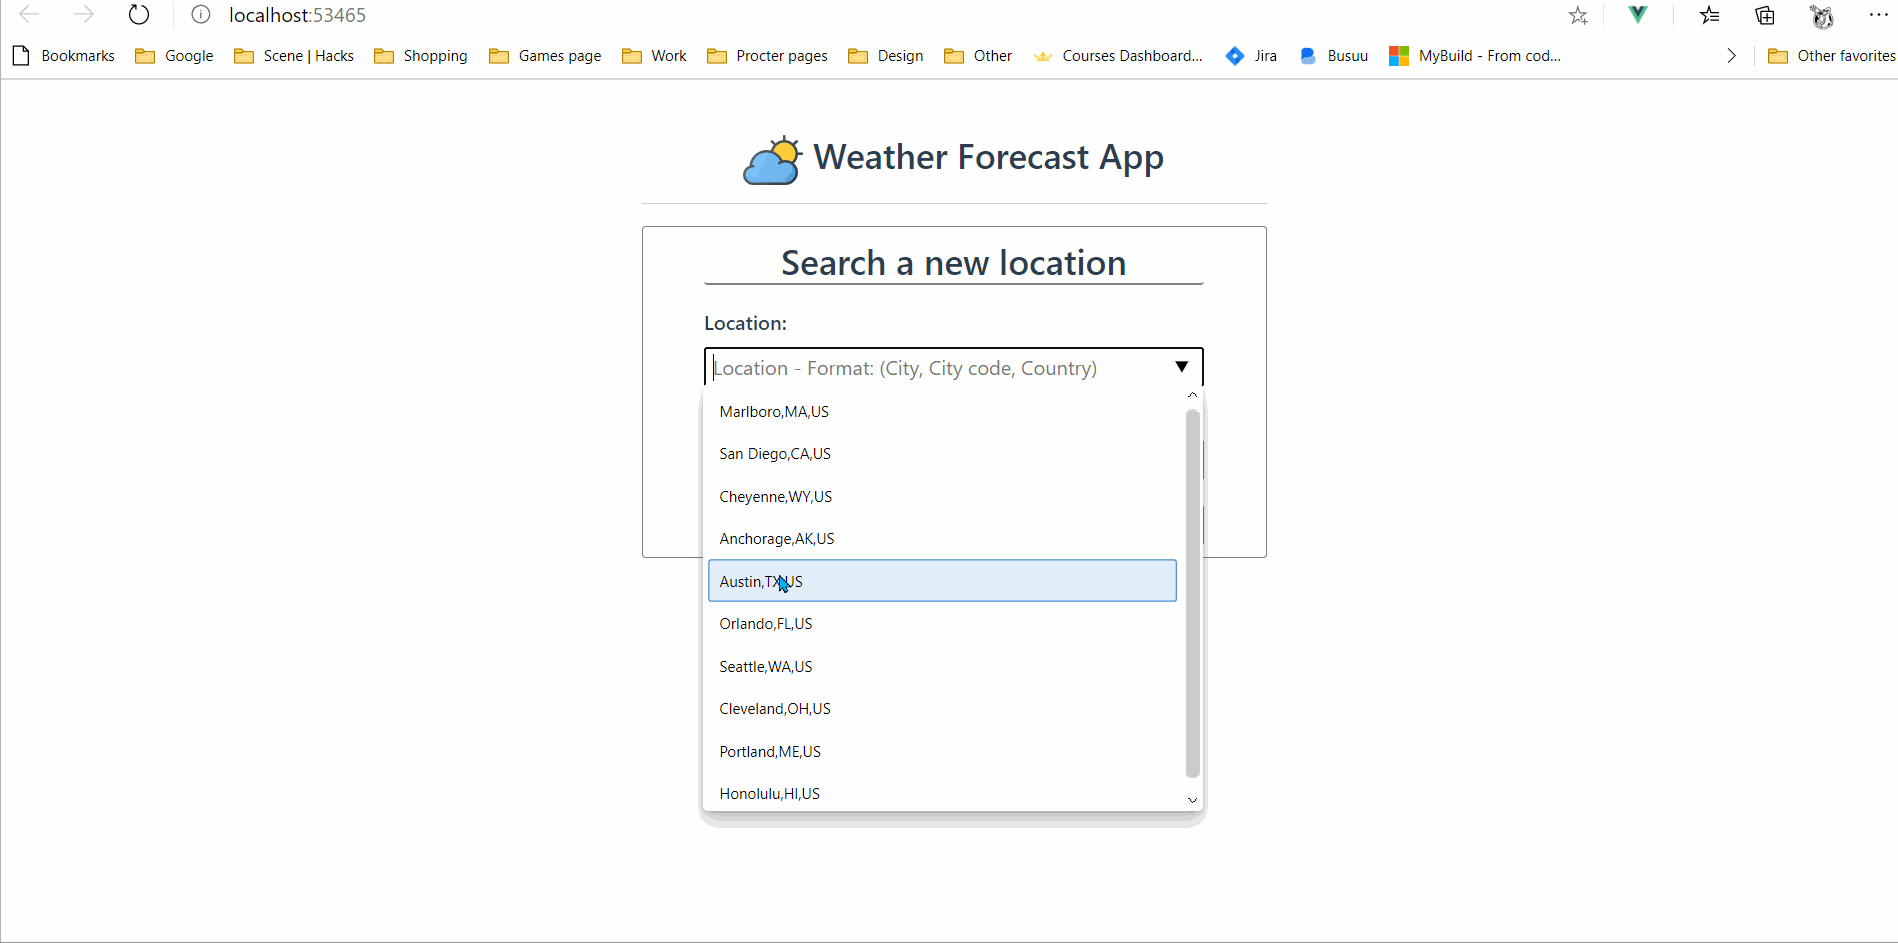 localhost:53465
Bookmarks Google Scene | Hacks Shopping Games page Work Procter pages Design Other Courses Dashboard... Jira Busuu MyBuild - From cod... Other favorites
Weather Forecast App
Search a new location
Location:
Location - Format: (City, City code, Country)
Marlboro,MA,US
San Diego,CA,US
Cheyenne,WY,US
Anchorage,AK,US
Austin,TX,US
Orlando,FL,US
Seattle,WA,US
Cleveland,OH,US
Portland,ME,US
Honolulu,HI,US